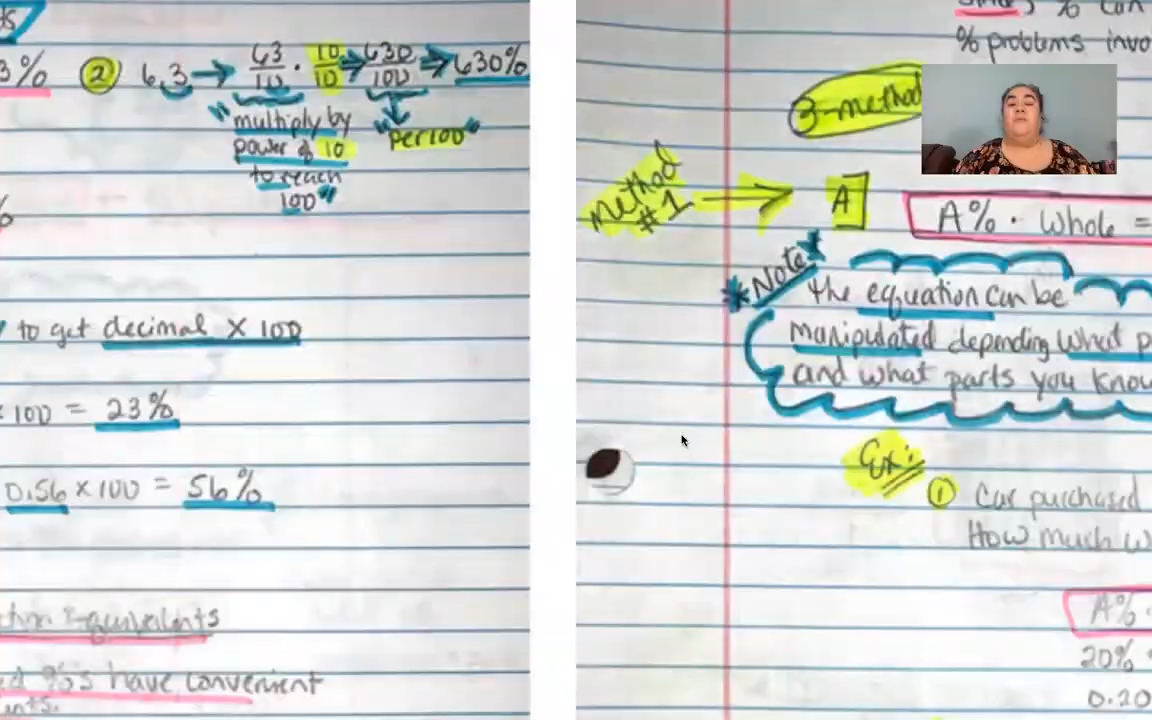 3%
2 6.3 → 63/10 · 10/10 → 630/100 → 630%
"multiply by
power of 10
to reach
100"
"Per 100"
%
to get decimal X 100
x 100 = 23%
0.56 x 100 = 56%
Equivalents
%'s have convenient
% can
% problems invo
3-method
Method
#1
A
A% · Whole =
*Note*
the equation can be
manipulated depending what p
and what parts you know
Ex:
1 Car purchased
How much w
A% ·
20%
0.20